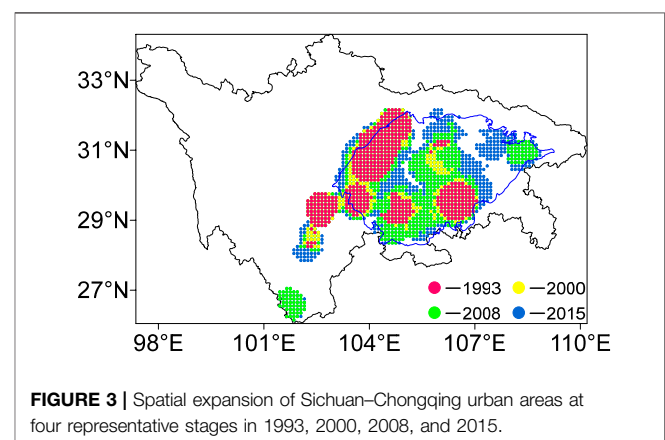 33°N
31°N
29°N
27°N
1993 2000
2008 2015
98°E 101°E 104°E 107°E 110°E
FIGURE 3 | Spatial expansion of Sichuan–Chongqing urban areas at
four representative stages in 1993, 2000, 2008, and 2015.